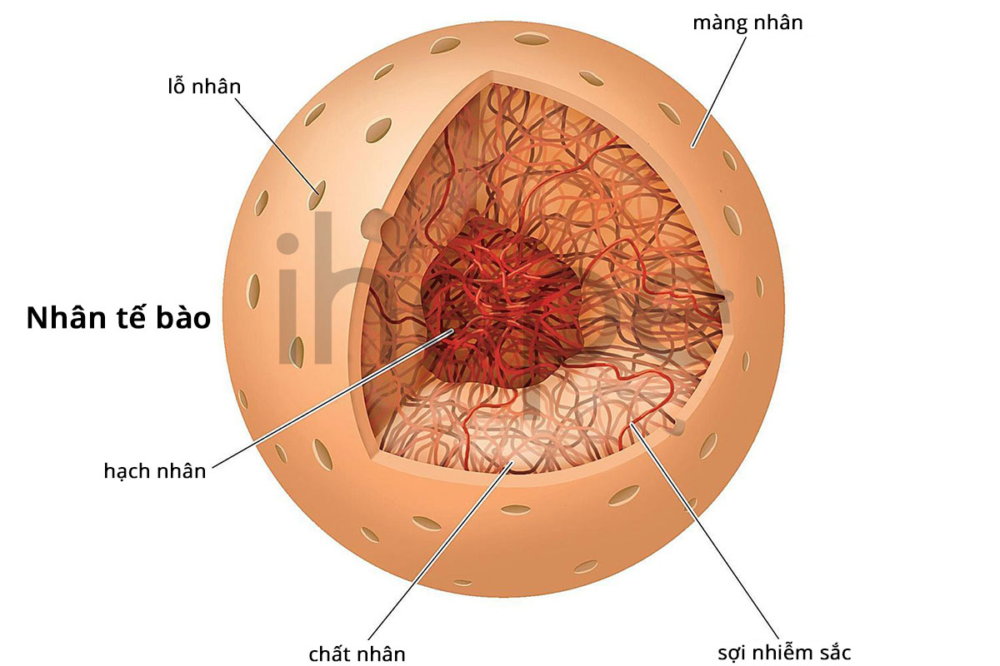 màng nhân
lỗ nhân
Nhân tế bào
hạch nhân
chất nhân
sợi nhiễm sắc